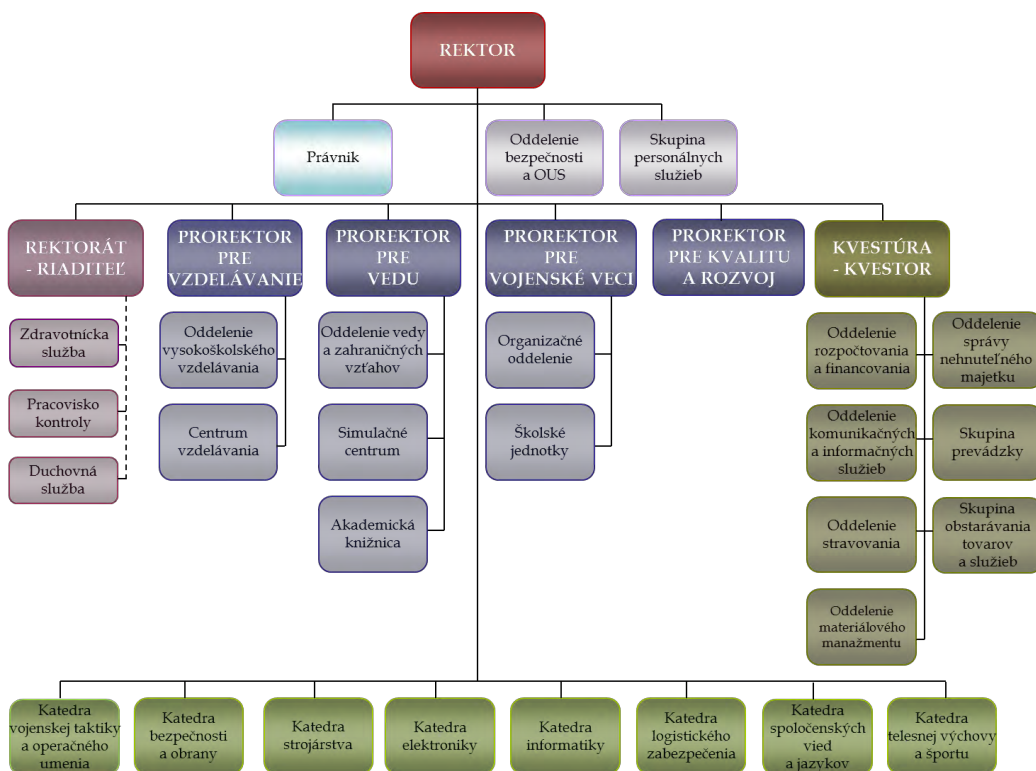 REKTOR
Právnik
Oddelenie
bezpečnosti
a OUS
Skupina
personálnych
služieb
REKTORÁT
- RIADITEĽ
PROREKTOR
PRE
VZDELÁVANIE
PROREKTOR
PRE
VEDU
PROREKTOR
PRE
VOJENSKÉ VECI
PROREKTOR
PRE KVALITU
A ROZVOJ
KVESTÚRA
- KVESTOR
Zdravotnícka
služba
Pracovisko
kontroly
Duchovná
služba
Oddelenie
vysokoškolského
vzdelávania
Centrum
vzdelávania
Oddelenie vedy
a zahraničných
vzťahov
Simulačné
centrum
Akademická
knižnica
Organizačné
oddelenie
Školské
jednotky
Oddelenie
rozpočtovania
a financovania
Oddelenie
správy
nehnuteľného
majetku
Oddelenie
komunikačných
a informačných
služieb
Skupina
prevádzky
Oddelenie
stravovania
Skupina
obstarávania
tovarov
a služieb
Oddelenie
materiálového
manažmentu
Katedra
vojenskej taktiky
a operačného
umenia
Katedra
bezpečnosti
a obrany
Katedra
strojárstva
Katedra
elektroniky
Katedra
informatiky
Katedra
logistického
zabezpečenia
Katedra
spoločenských
vied
a jazykov
Katedra
telesnej výchovy
a športu